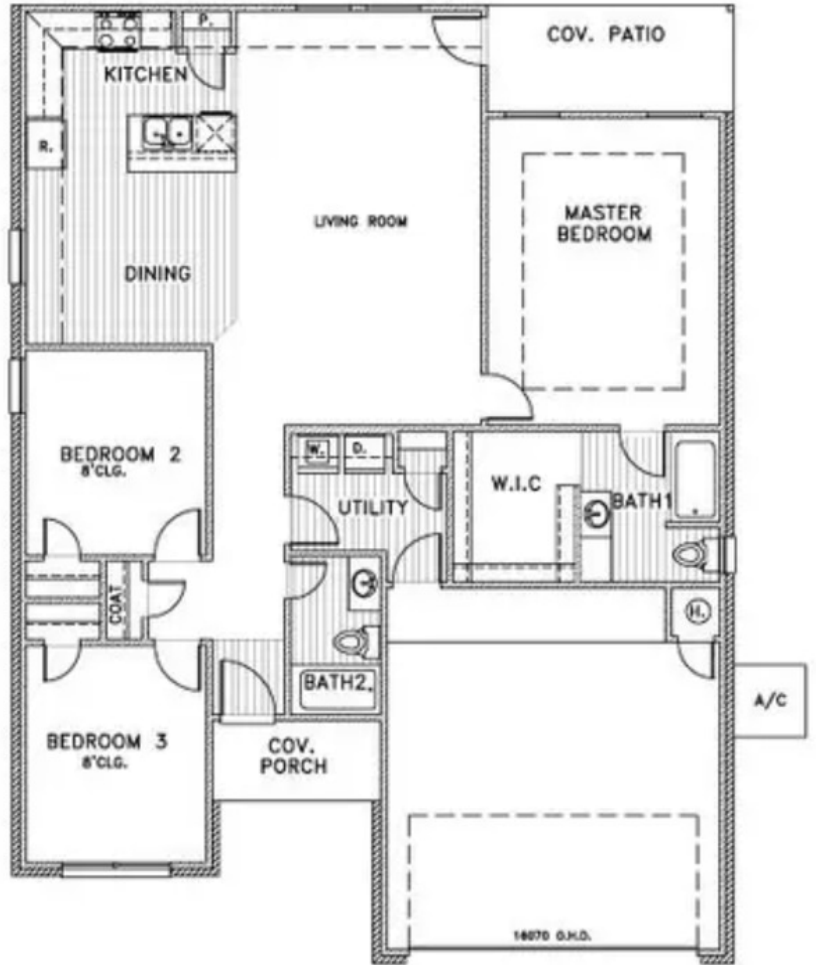 P.
COV. PATIO
KITCHEN
R.
LIVING ROOM
MASTER
BEDROOM
DINING
BEDROOM 2
8'CLG.
W.
D.
W.I.C
UTILITY
BATH1
COAT
H.
BATH2
A/C
BEDROOM 3
8'CLG.
COV.
PORCH
16070 O.H.D.